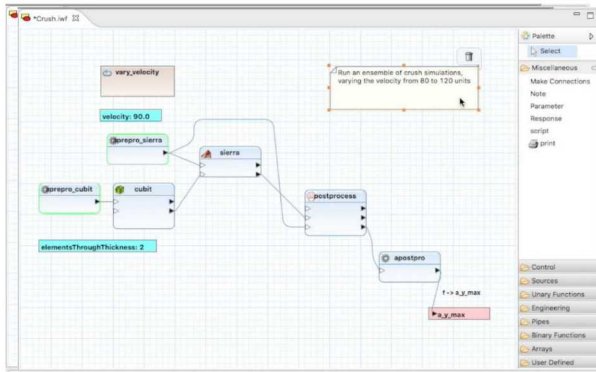 *Crush.iwf
Palette
Select
Miscellaneous
Make Connections
Note
Parameter
Response
script
print
Control
Sources
Unary Functions
Engineering
Pipes
Binary Functions
Arrays
User Defined
vary_velocity
Run an ensemble of crush simulations,
varying the velocity from 80 to 120 units
velocity: 90.0
prepro_sierra
sierra
prepro_cubit
cubit
postprocess
elementsThroughThickness: 2
apostpro
f -> a_y_max
a_y_max